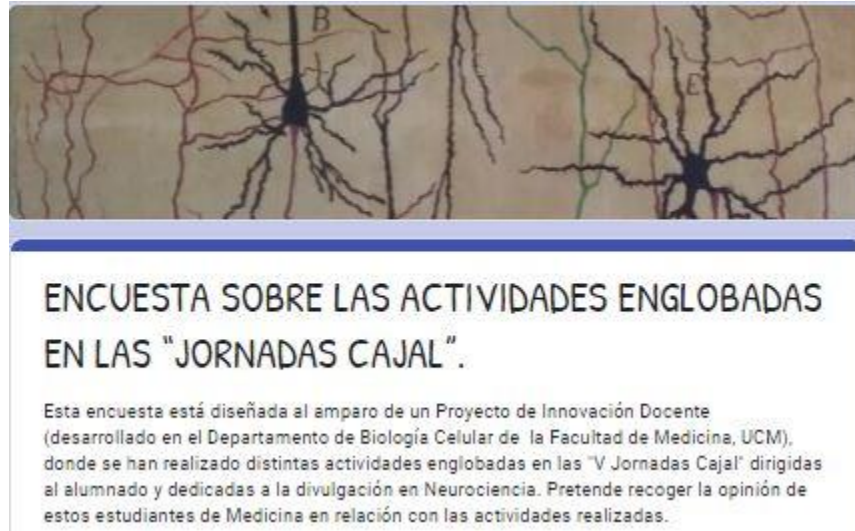 B
E
ENCUESTA SOBRE LAS ACTIVIDADES ENGLOBADAS
EN LAS "JORNADAS CAJAL".
Esta encuesta está diseñada al amparo de un Proyecto de Innovación Docente
(desarrollado en el Departamento de Biología Celular de la Facultad de Medicina, UCM),
donde se han realizado distintas actividades englobadas en las "V Jornadas Cajal" dirigidas
al alumnado y dedicadas a la divulgación en Neurociencia. Pretende recoger la opinión de
estos estudiantes de Medicina en relación con las actividades realizadas.